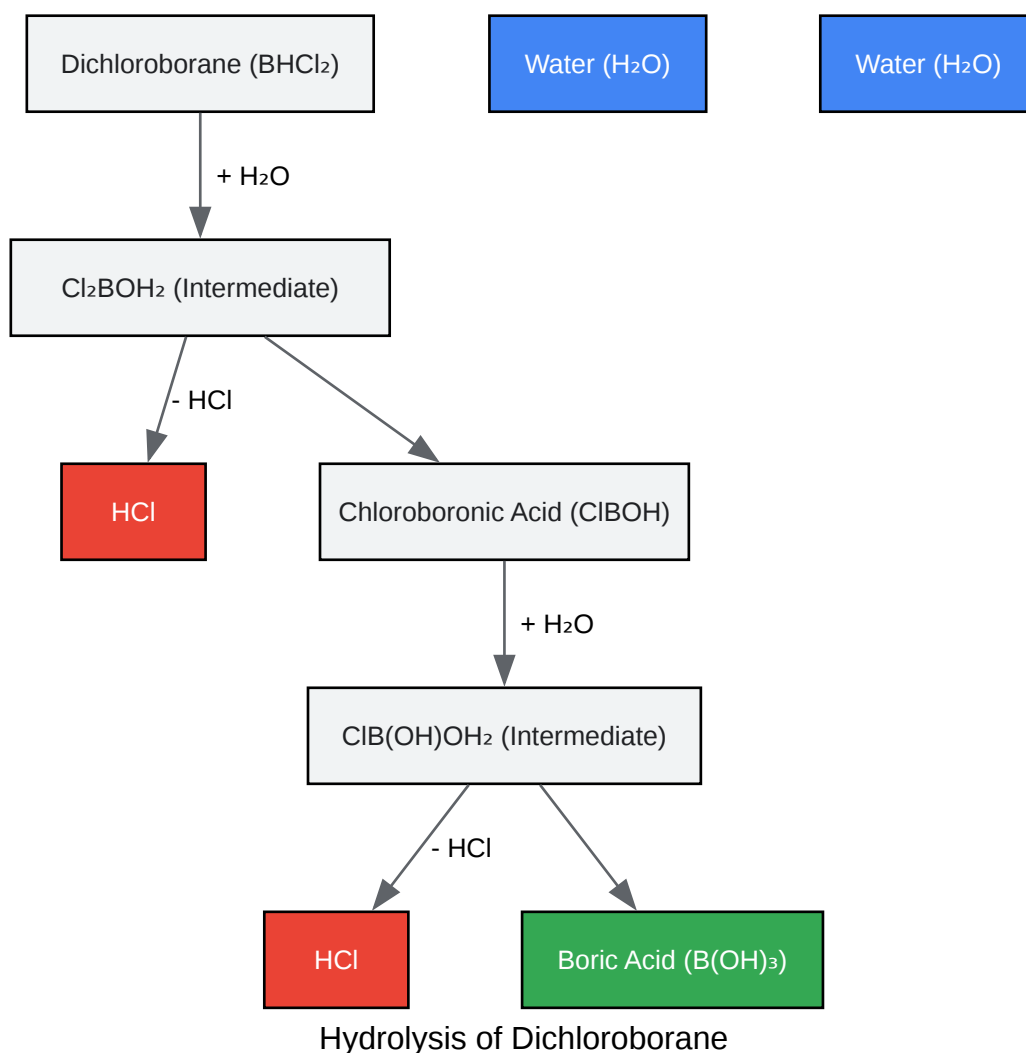 Dichloroborane (BHCl₂)
Water (H₂O)
Water (H₂O)
+ H₂O
Cl₂BOH₂ (Intermediate)
- HCl
HCl
Chloroboronic Acid (ClBOH)
+ H₂O
ClB(OH)OH₂ (Intermediate)
- HCl
HCl
Boric Acid (B(OH)₃)
Hydrolysis of Dichloroborane